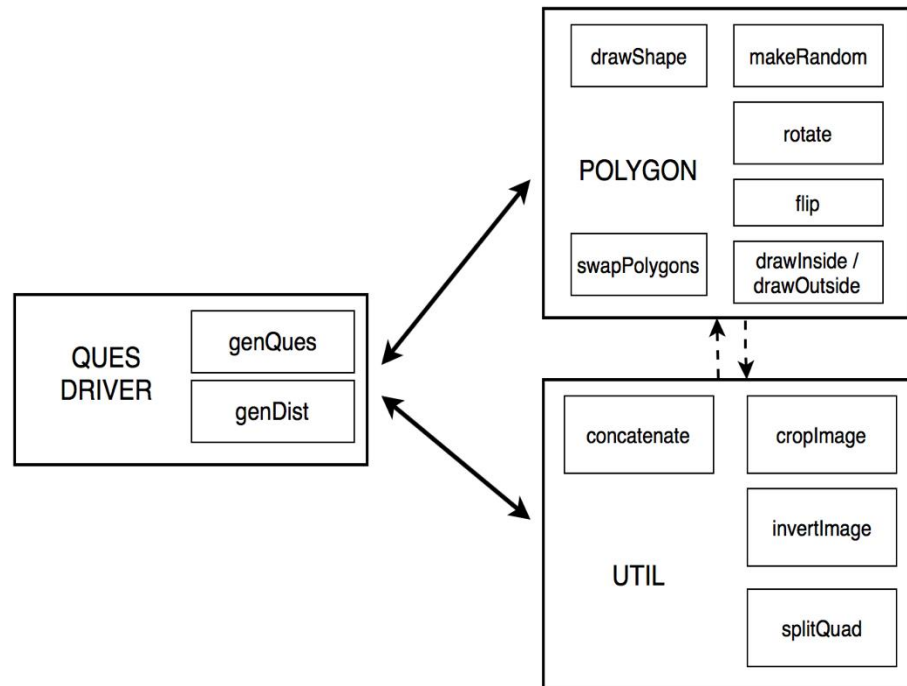 drawShape
makeRandom
rotate
POLYGON
flip
swapPolygons
drawInside /
drawOutside
QUES
DRIVER
genQues
genDist
concatenate
cropImage
invertImage
UTIL
splitQuad